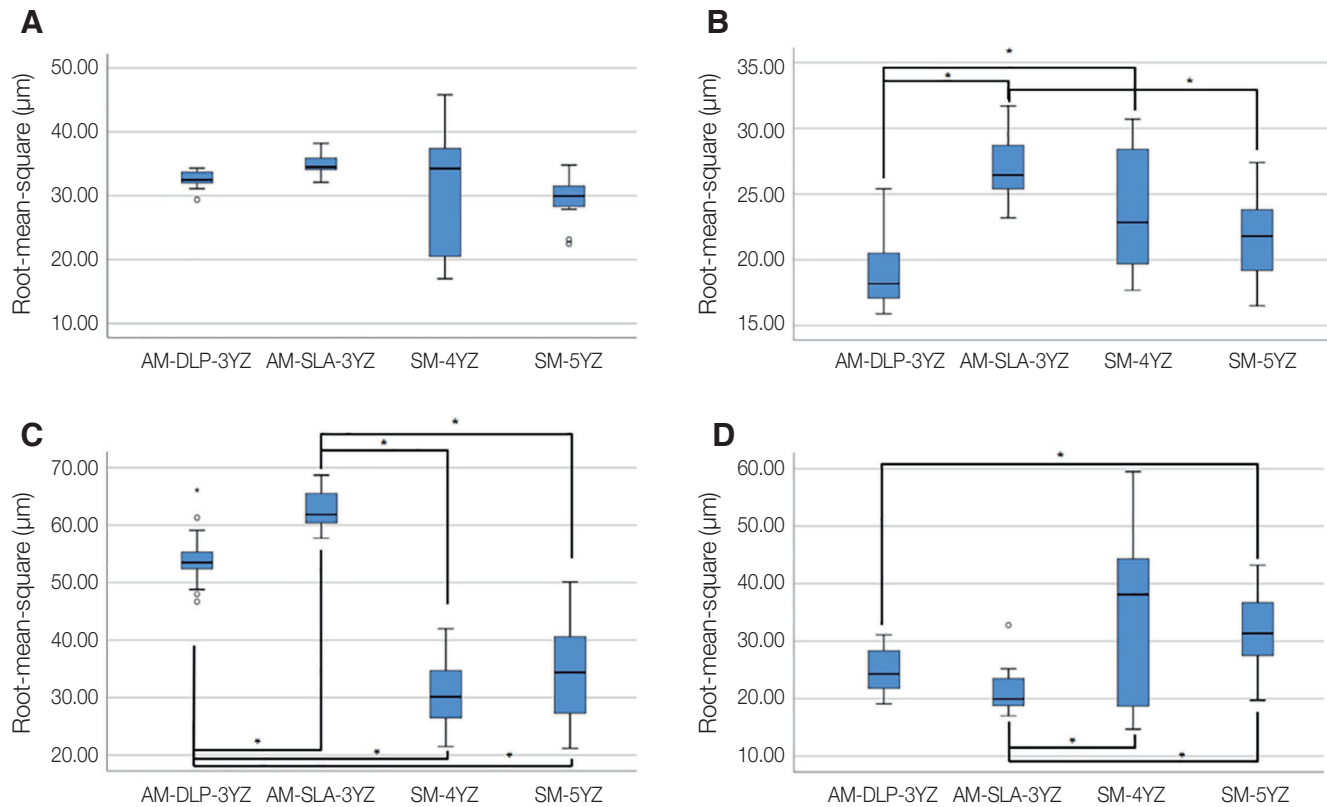 A
Root-mean-square (µm)
50.00
40.00
30.00
20.00
10.00
AM-DLP-3YZ AM-SLA-3YZ SM-4YZ SM-5YZ
B
Root-mean-square (µm)
35.00
30.00
25.00
20.00
15.00
* * *
AM-DLP-3YZ AM-SLA-3YZ SM-4YZ SM-5YZ
C
Root-mean-square (µm)
70.00
60.00
50.00
40.00
30.00
20.00
* * * * * *
AM-DLP-3YZ AM-SLA-3YZ SM-4YZ SM-5YZ
D
Root-mean-square (µm)
60.00
50.00
40.00
30.00
20.00
10.00
* * *
AM-DLP-3YZ AM-SLA-3YZ SM-4YZ SM-5YZ